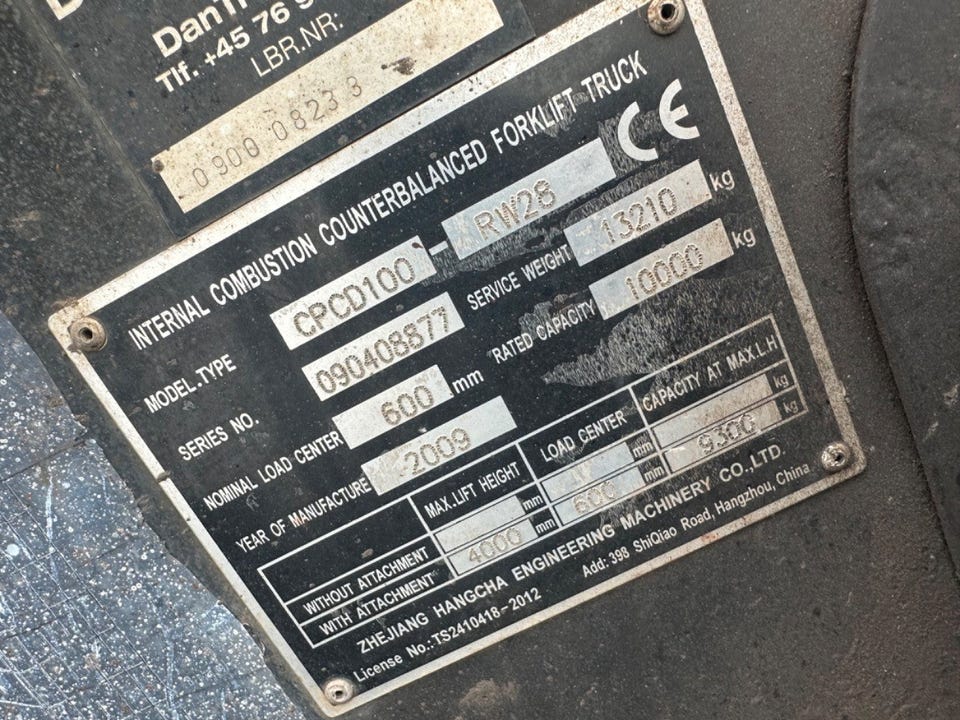 DanTr
Tlf. +45 76 9
LBR.NR:
0900 08233
INTERNAL COMBUSTION COUNTERBALANCED FORKLIFT TRUCK
CE
MODEL.TYPE CPCD100 - RW28
SERIES NO. 090408877 SERVICE WEIGHT 13210 kg
NOMINAL LOAD CENTER 600 mm RATED CAPACITY 10000 kg
YEAR OF MANUFACTURE 2009
MAX.LIFT HEIGHT LOAD CENTER CAPACITY AT MAX.L.H
WITHOUT ATTACHMENT mm mm kg
WITH ATTACHMENT 4000 mm 600 mm 9300 kg
ZHEJIANG HANGCHA ENGINEERING MACHINERY CO.,LTD.
License No.:TS2410418-2012 Add: 398 ShiQiao Road, Hangzhou, China